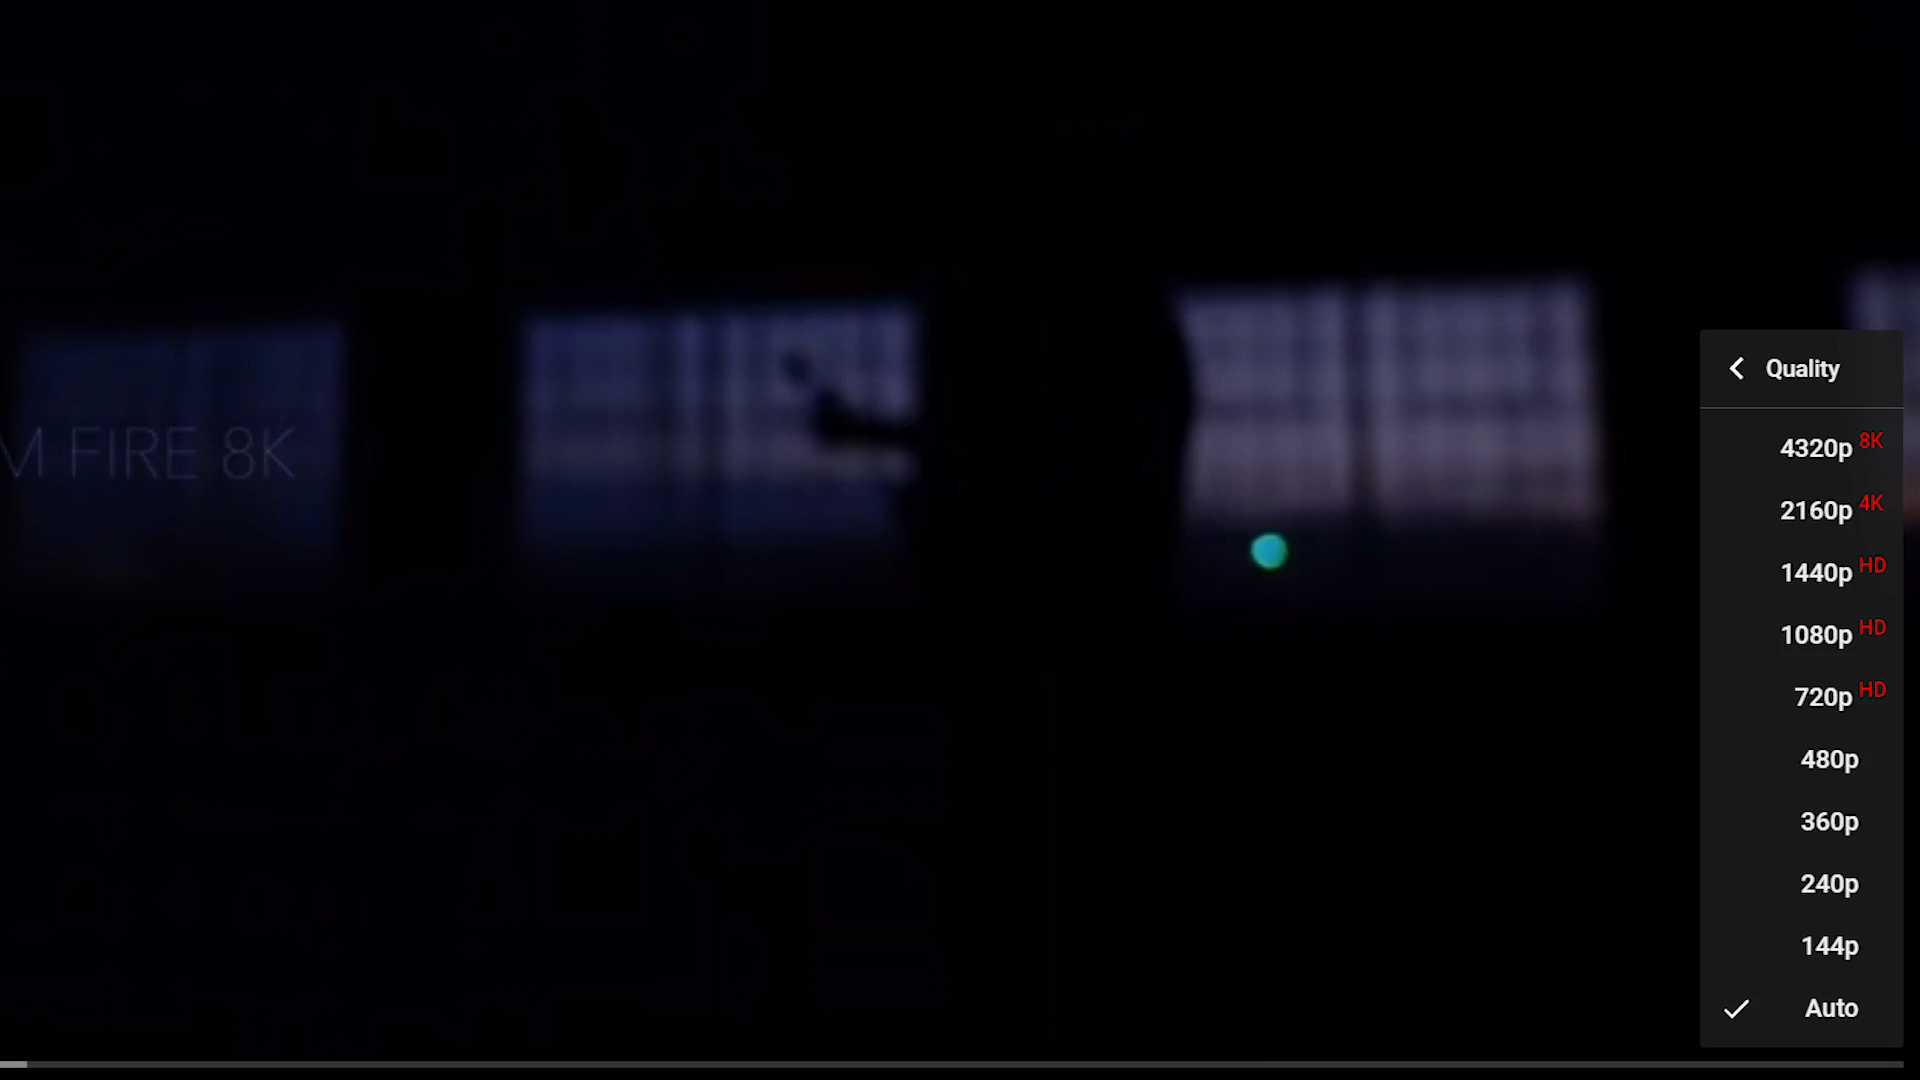 M FIRE 8K
Quality
4320p 8K
2160p 4K
1440p HD
1080p HD
720p HD
480p
360p
240p
144p
Auto